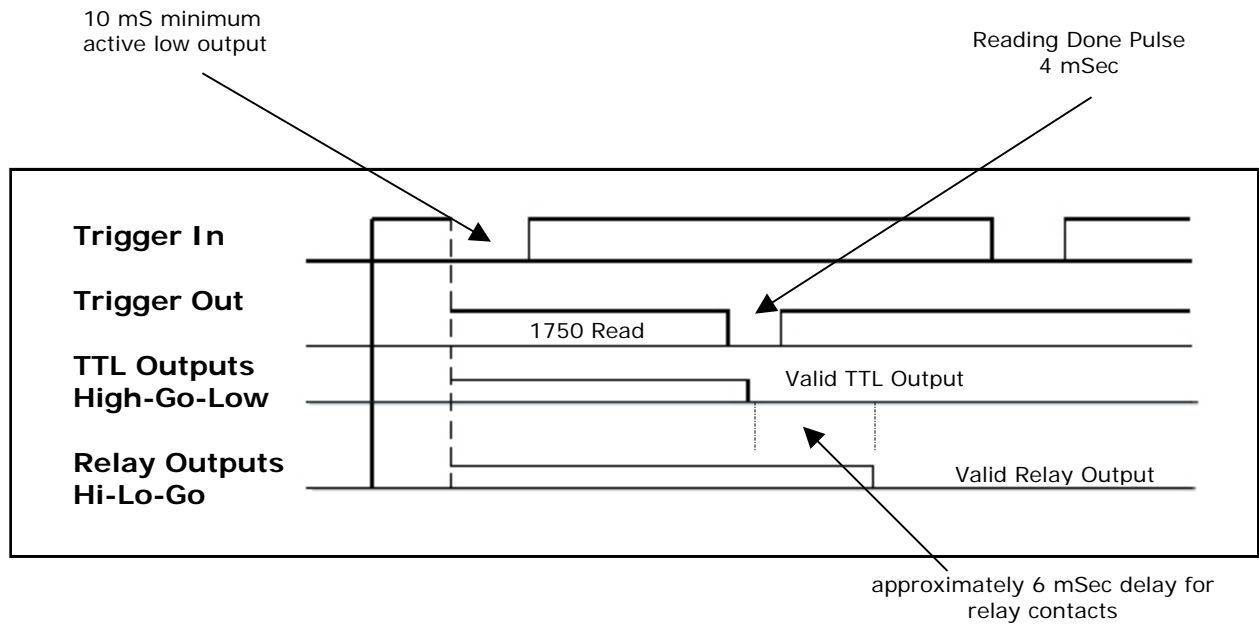 10 mS minimum
active low output
Reading Done Pulse
4 mSec
Trigger In
Trigger Out
1750 Read
TTL Outputs
High-Go-Low
Valid TTL Output
Relay Outputs
Hi-Lo-Go
Valid Relay Output
approximately 6 mSec delay for
relay contacts